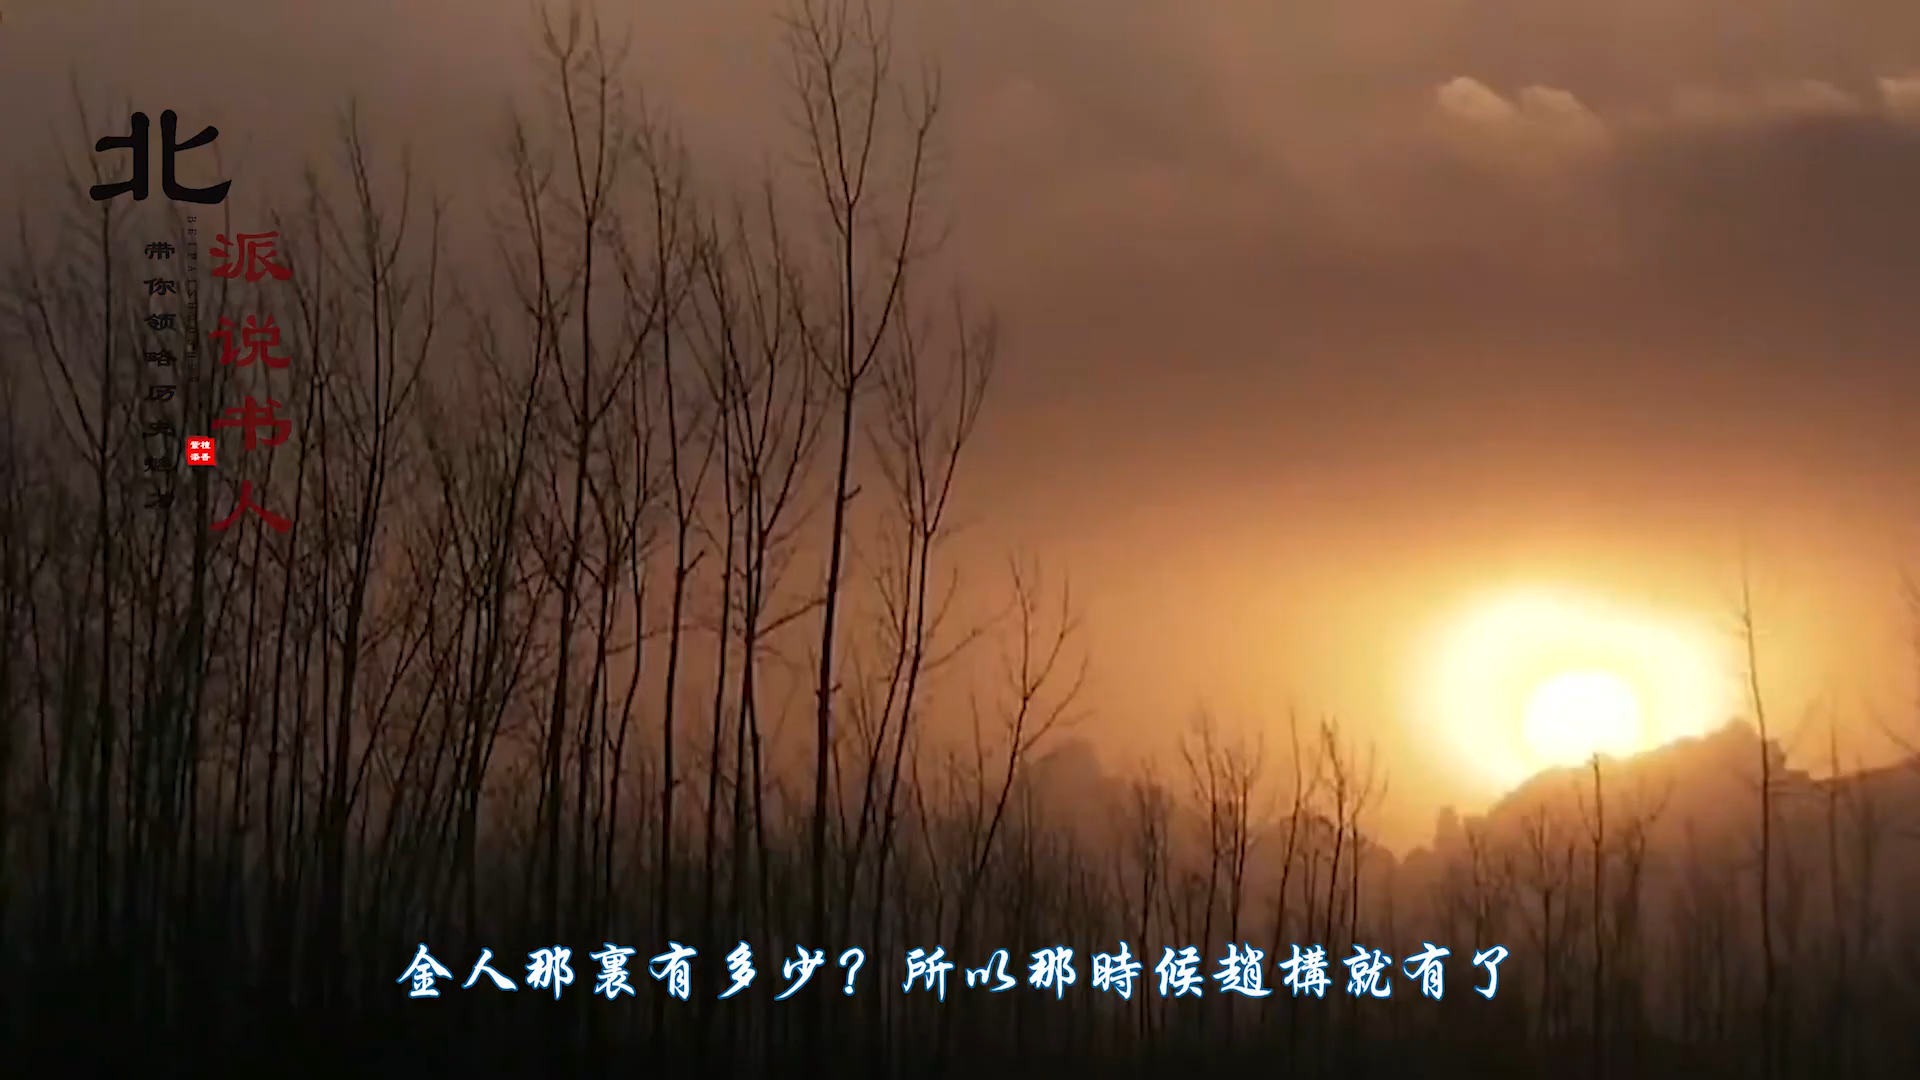 北
派说书人
带你领略历史魅力
金人那裏有多少？所以那時候趙構就有了